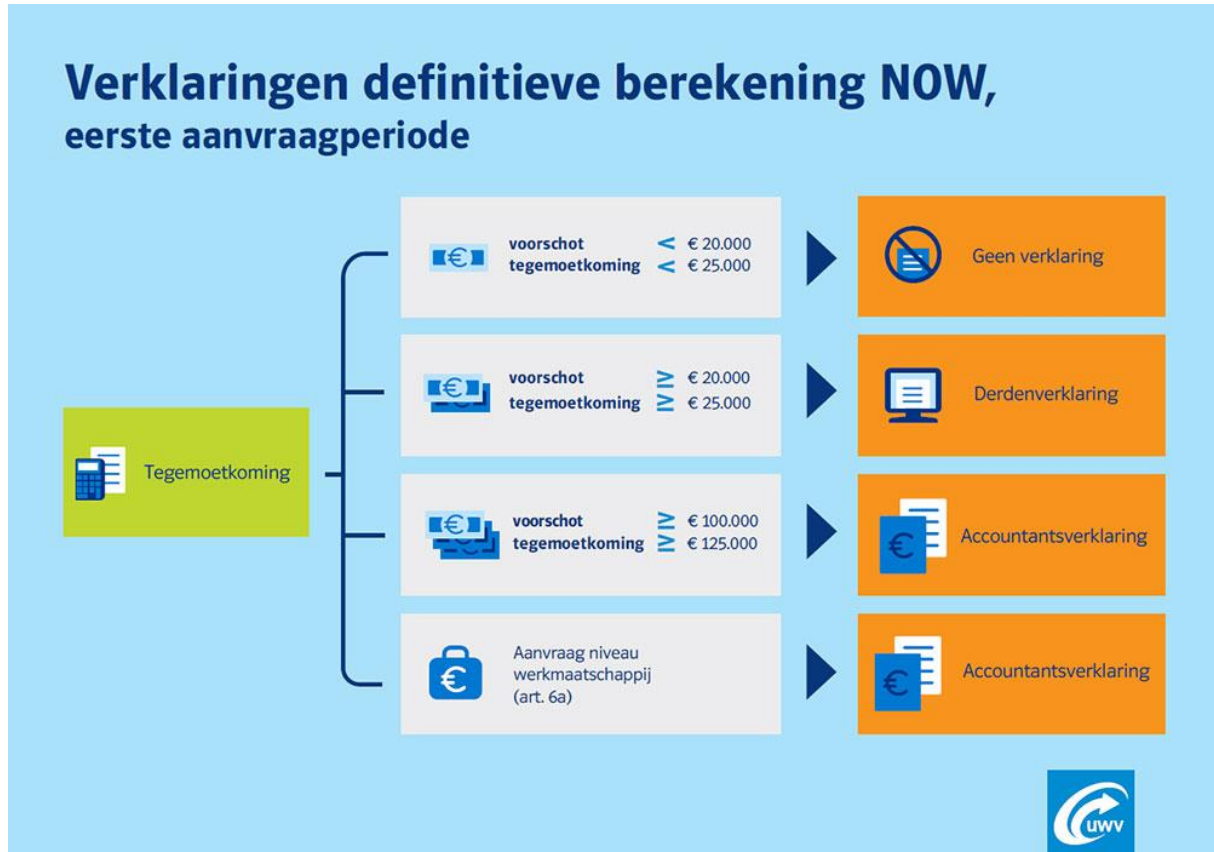 Verklaringen definitieve berekening NOW,
eerste aanvraagperiode
Tegemoetkoming
voorschot < € 20.000
tegemoetkoming < € 25.000
Geen verklaring
voorschot ≥ € 20.000
tegemoetkoming ≥ € 25.000
Derdenverklaring
voorschot ≥ € 100.000
tegemoetkoming ≥ € 125.000
Accountantsverklaring
Aanvraag niveau
werkmaatschappij
(art. 6a)
Accountantsverklaring
UWV